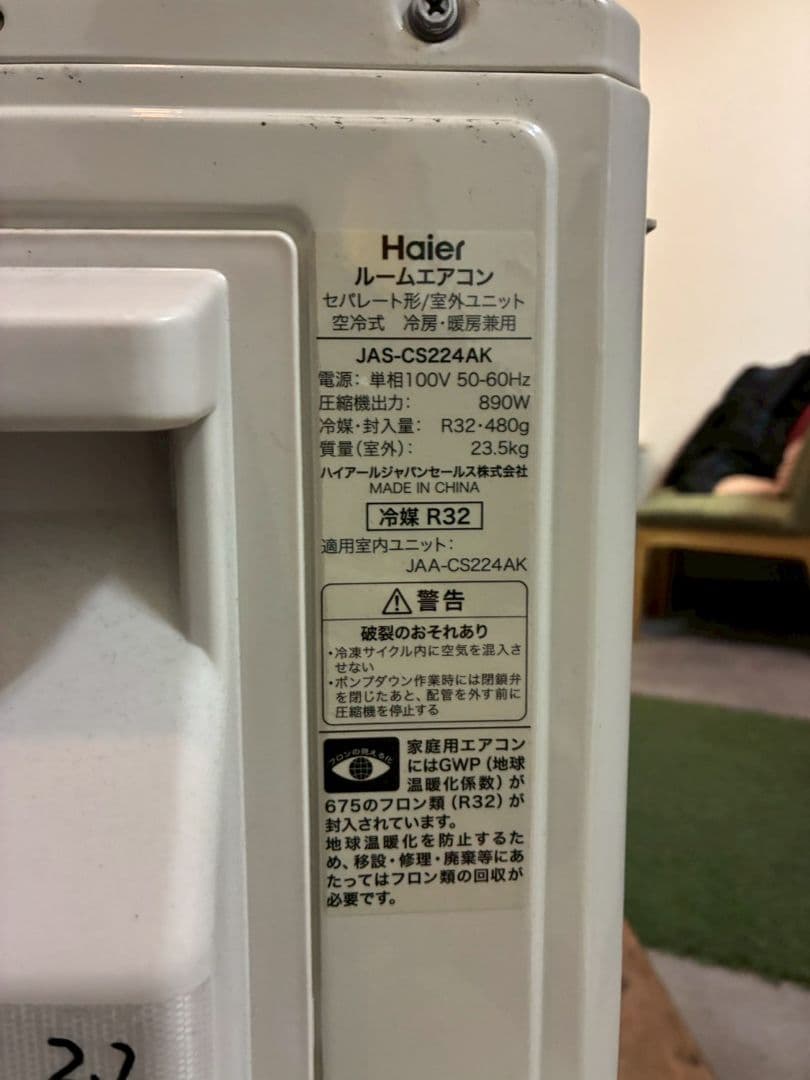 Haier
ルームエアコン
セパレート形/室外ユニット
空冷式 冷房・暖房兼用
JAS-CS224AK
電源: 単相100V 50-60Hz
圧縮機出力: 890W
冷媒・封入量: R32・480g
質量(室外): 23.5kg
ハイアールジャパンセールス株式会社
MADE IN CHINA
冷媒 R32
適用室内ユニット:
JAA-CS224AK
警告
破裂のおそれあり
・冷凍サイクル内に空気を混入さ
せない
・ポンプダウン作業時には閉鎖弁
を閉じたあと、配管を外す前に
圧縮機を停止する
フロンの見える化
家庭用エアコン
にはGWP(地球
温暖化係数)が
675のフロン類(R32)が
封入されています。
地球温暖化を防止するた
め、移設・修理・廃棄等にあ
たってはフロン類の回収が
必要です。
2.2